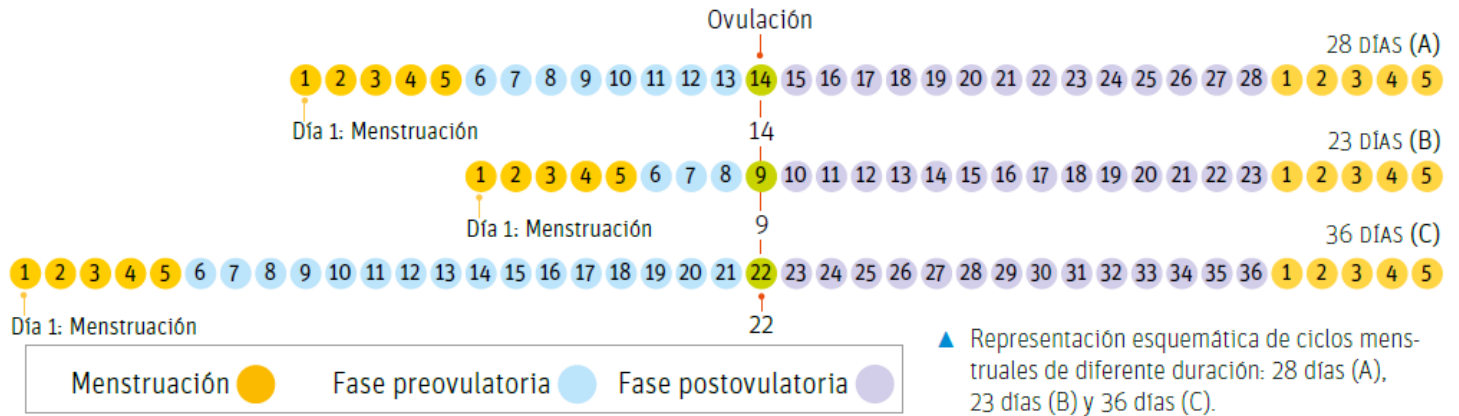 Ovulación
28 DÍAS (A)
1 2 3 4 5 6 7 8 9 10 11 12 13 14 15 16 17 18 19 20 21 22 23 24 25 26 27 28 1 2 3 4 5
Día 1: Menstruación
14
23 DÍAS (B)
1 2 3 4 5 6 7 8 9 10 11 12 13 14 15 16 17 18 19 20 21 22 23 1 2 3 4 5
Día 1: Menstruación
9
36 DÍAS (C)
1 2 3 4 5 6 7 8 9 10 11 12 13 14 15 16 17 18 19 20 21 22 23 24 25 26 27 28 29 30 31 32 33 34 35 36 1 2 3 4 5
Día 1: Menstruación
22
Menstruación Fase preovulatoria Fase postovulatoria
Representación esquemática de ciclos mens-
truales de diferente duración: 28 días (A),
23 días (B) y 36 días (C).